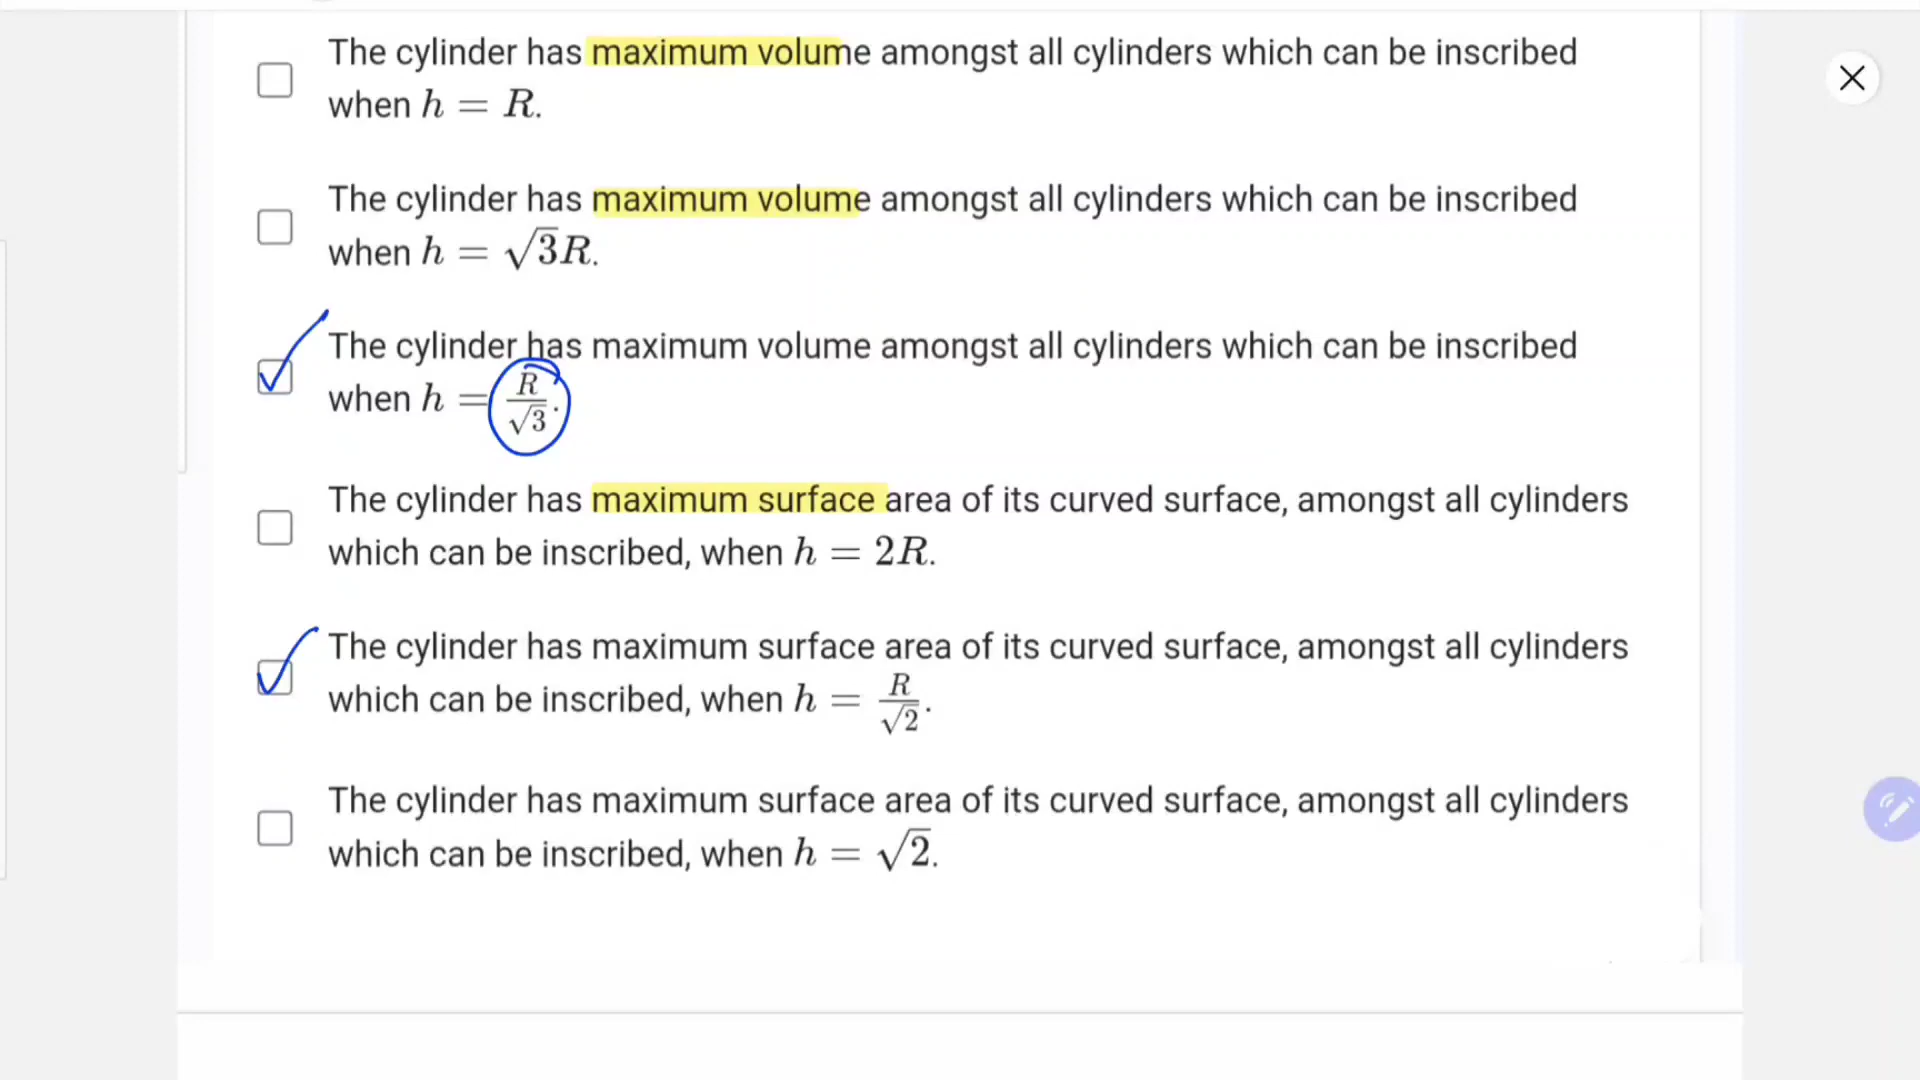 The cylinder has maximum volume amongst all cylinders which can be inscribed
when h = R.
The cylinder has maximum volume amongst all cylinders which can be inscribed
when h = √3R.
The cylinder has maximum volume amongst all cylinders which can be inscribed
when h = R/√3.
The cylinder has maximum surface area of its curved surface, amongst all cylinders
which can be inscribed, when h = 2R.
The cylinder has maximum surface area of its curved surface, amongst all cylinders
which can be inscribed, when h = R/√2.
The cylinder has maximum surface area of its curved surface, amongst all cylinders
which can be inscribed, when h = √2.